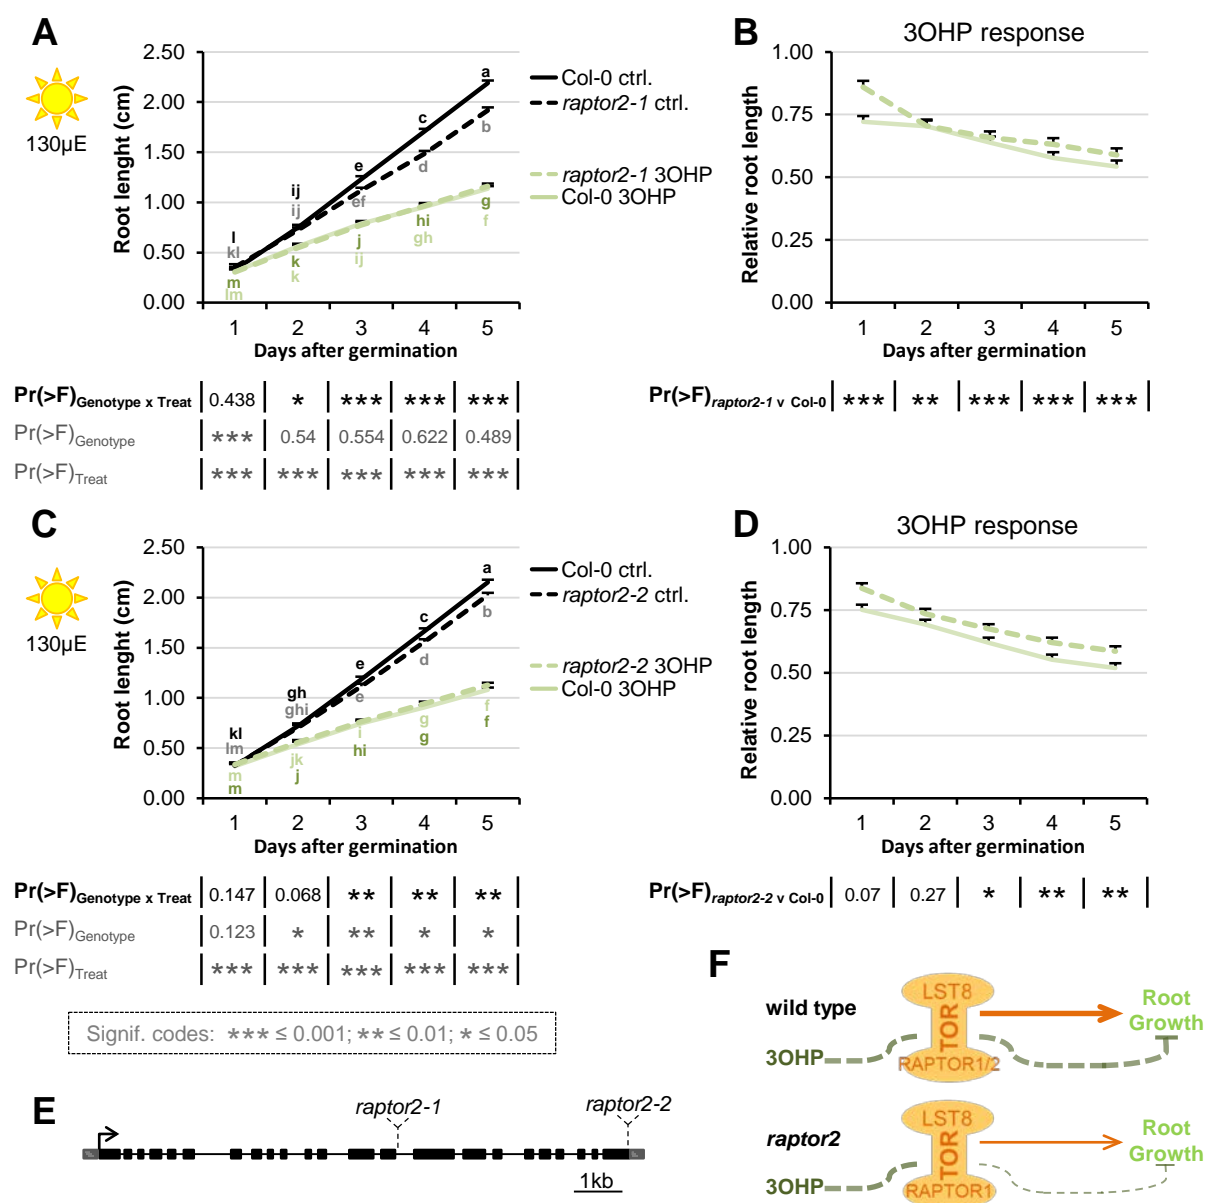 A
2.50
2.00
1.50
1.00
0.50
0.00
Root lenght (cm)
130µE
a
b
c
d
e
ef
ij
ij
l
kl
m
lm
k
k
j
ij
hi
gh
g
f
1 2 3 4 5
Days after germination
Col-0 ctrl.
raptor2-1 ctrl.
raptor2-1 3OHP
Col-0 3OHP
Pr(>F)Genotype x Treat 0.438 * *** *** ***
Pr(>F)Genotype *** 0.54 0.554 0.622 0.489
Pr(>F)Treat *** *** *** *** ***
B
3OHP response
1.00
0.75
0.50
0.25
0.00
Relative root length
1 2 3 4 5
Days after germination
Pr(>F)raptor2-1 v Col-0 *** ** *** *** ***
C
2.50
2.00
1.50
1.00
0.50
0.00
Root lenght (cm)
130µE
a
b
c
d
e
e
gh
ghi
kl
lm
m
m
jk
j
i
hi
g
g
f
f
1 2 3 4 5
Days after germination
Col-0 ctrl.
raptor2-2 ctrl.
raptor2-2 3OHP
Col-0 3OHP
Pr(>F)Genotype x Treat 0.147 0.068 ** ** **
Pr(>F)Genotype 0.123 * ** * *
Pr(>F)Treat *** *** *** *** ***
Signif. codes: *** ≤ 0.001; ** ≤ 0.01; * ≤ 0.05
D
3OHP response
1.00
0.75
0.50
0.25
0.00
Relative root length
1 2 3 4 5
Days after germination
Pr(>F)raptor2-2 v Col-0 0.07 0.27 * ** **
E
raptor2-1
raptor2-2
1kb
F
wild type
LST8
TOR
RAPTOR1/2
3OHP
Root
Growth
raptor2
LST8
TOR
RAPTOR1
3OHP
Root
Growth